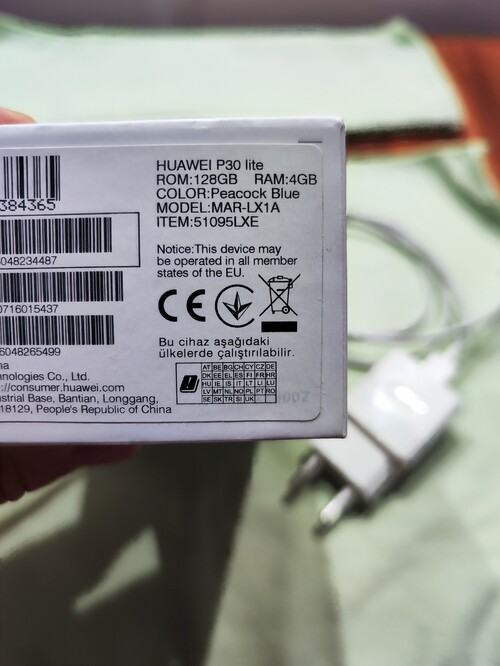 HUAWEI P30 lite
ROM:128GB RAM:4GB
COLOR:Peacock Blue
MODEL:MAR-LX1A
ITEM:51095LXE
384365
6048234487
0716015437
6048265499
Notice:This device may
be operated in all member
states of the EU.
CE
Bu cihaz aşağıdaki
ülkelerde çalıştırılabilir.
AT BE BG CH CY CZ DE
DK EE EL ES FI FR HR
HU IE IS IT LT LI LU
LV MT NL NO PL PT RO
SE SK TR SI UK
nologies Co., Ltd.
://consumer.huawei.com
ustrial Base, Bantian, Longgang,
518129, People's Republic of China